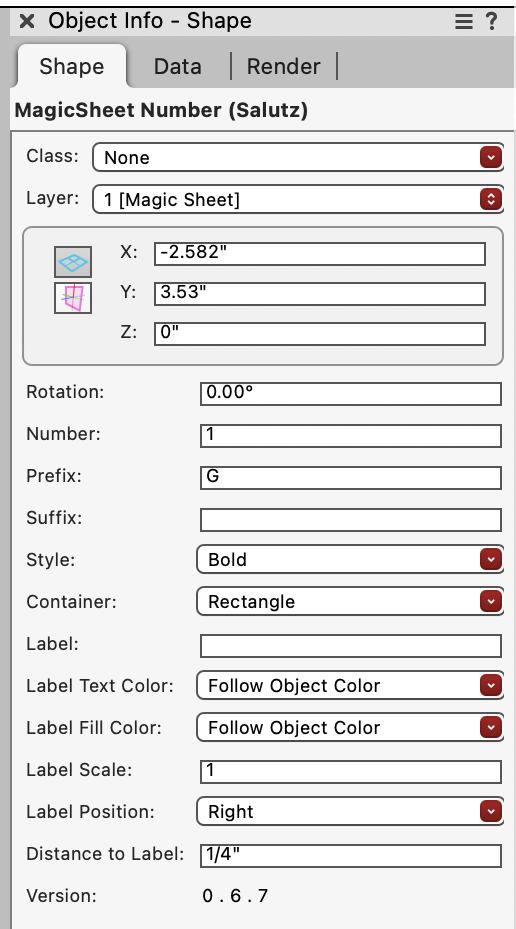 Object Info - Shape ?
Shape Data Render
MagicSheet Number (Salutz)
Class: None
Layer: 1 [Magic Sheet]
X: -2.582"
Y: 3.53"
Z: 0"
Rotation: 0.00°
Number: 1
Prefix: G
Suffix:
Style: Bold
Container: Rectangle
Label:
Label Text Color: Follow Object Color
Label Fill Color: Follow Object Color
Label Scale: 1
Label Position: Right
Distance to Label: 1/4"
Version: 0 . 6 . 7